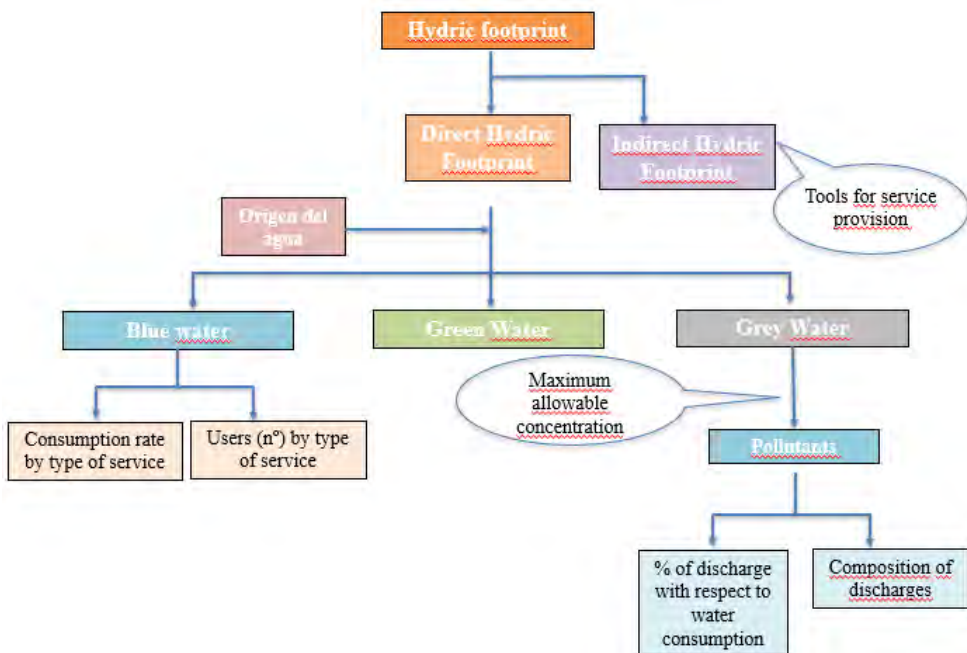 Hydric footprint
Direct Hydric
Footprint
Indirect Hydric
Footprint
Tools for service
provision
Origen del
agua
Blue water
Green Water
Grey Water
Maximum
allowable
concentration
Consumption rate
by type of service
Users (nº) by type
of service
Pollutants
% of discharge
with respect to
water
consumption
Composition of
discharges